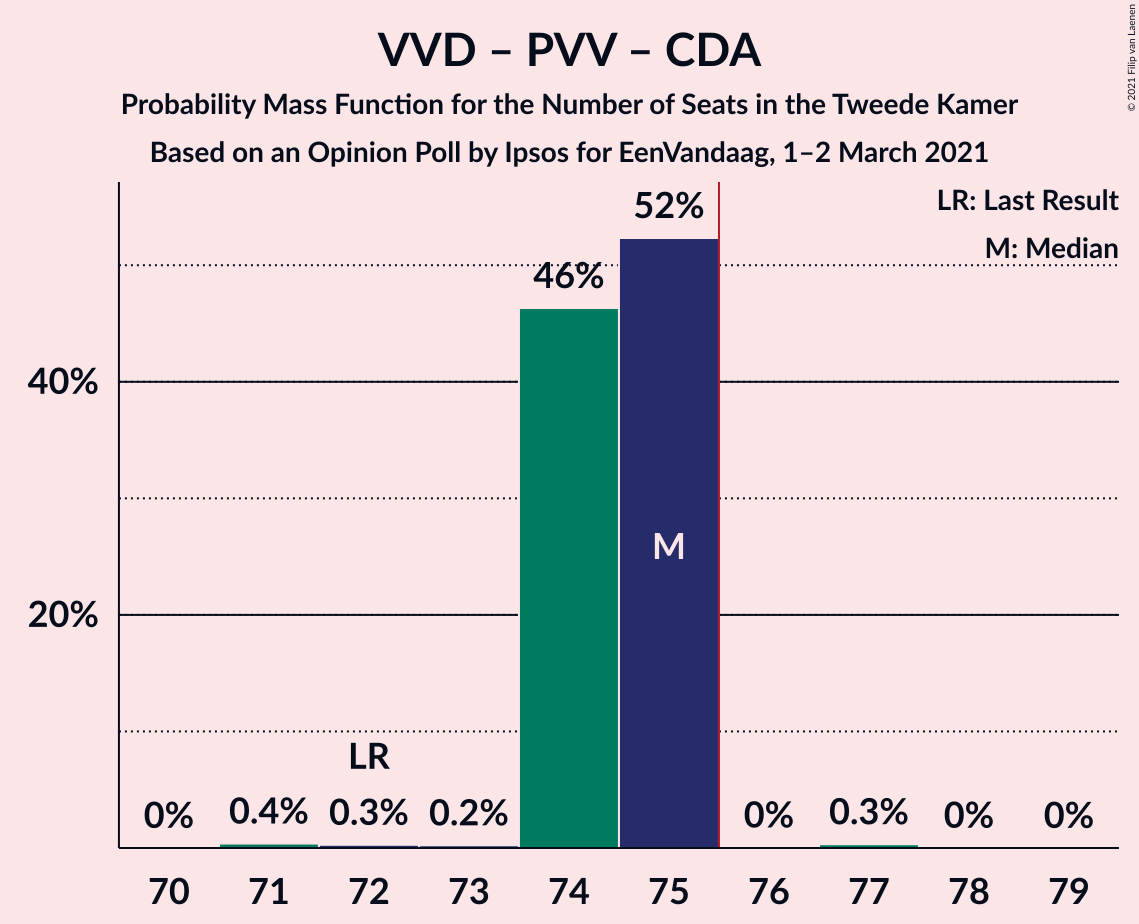 VVD – PVV – CDA
Probability Mass Function for the Number of Seats in the Tweede Kamer
Based on an Opinion Poll by Ipsos for EenVandaag, 1–2 March 2021
© 2021 Filip van Laenen
LR: Last Result
M: Median
52%
46%
40%
M
20%
LR
0% 0.4% 0.3% 0.2% 0% 0.3% 0% 0%
70 71 72 73 74 75 76 77 78 79